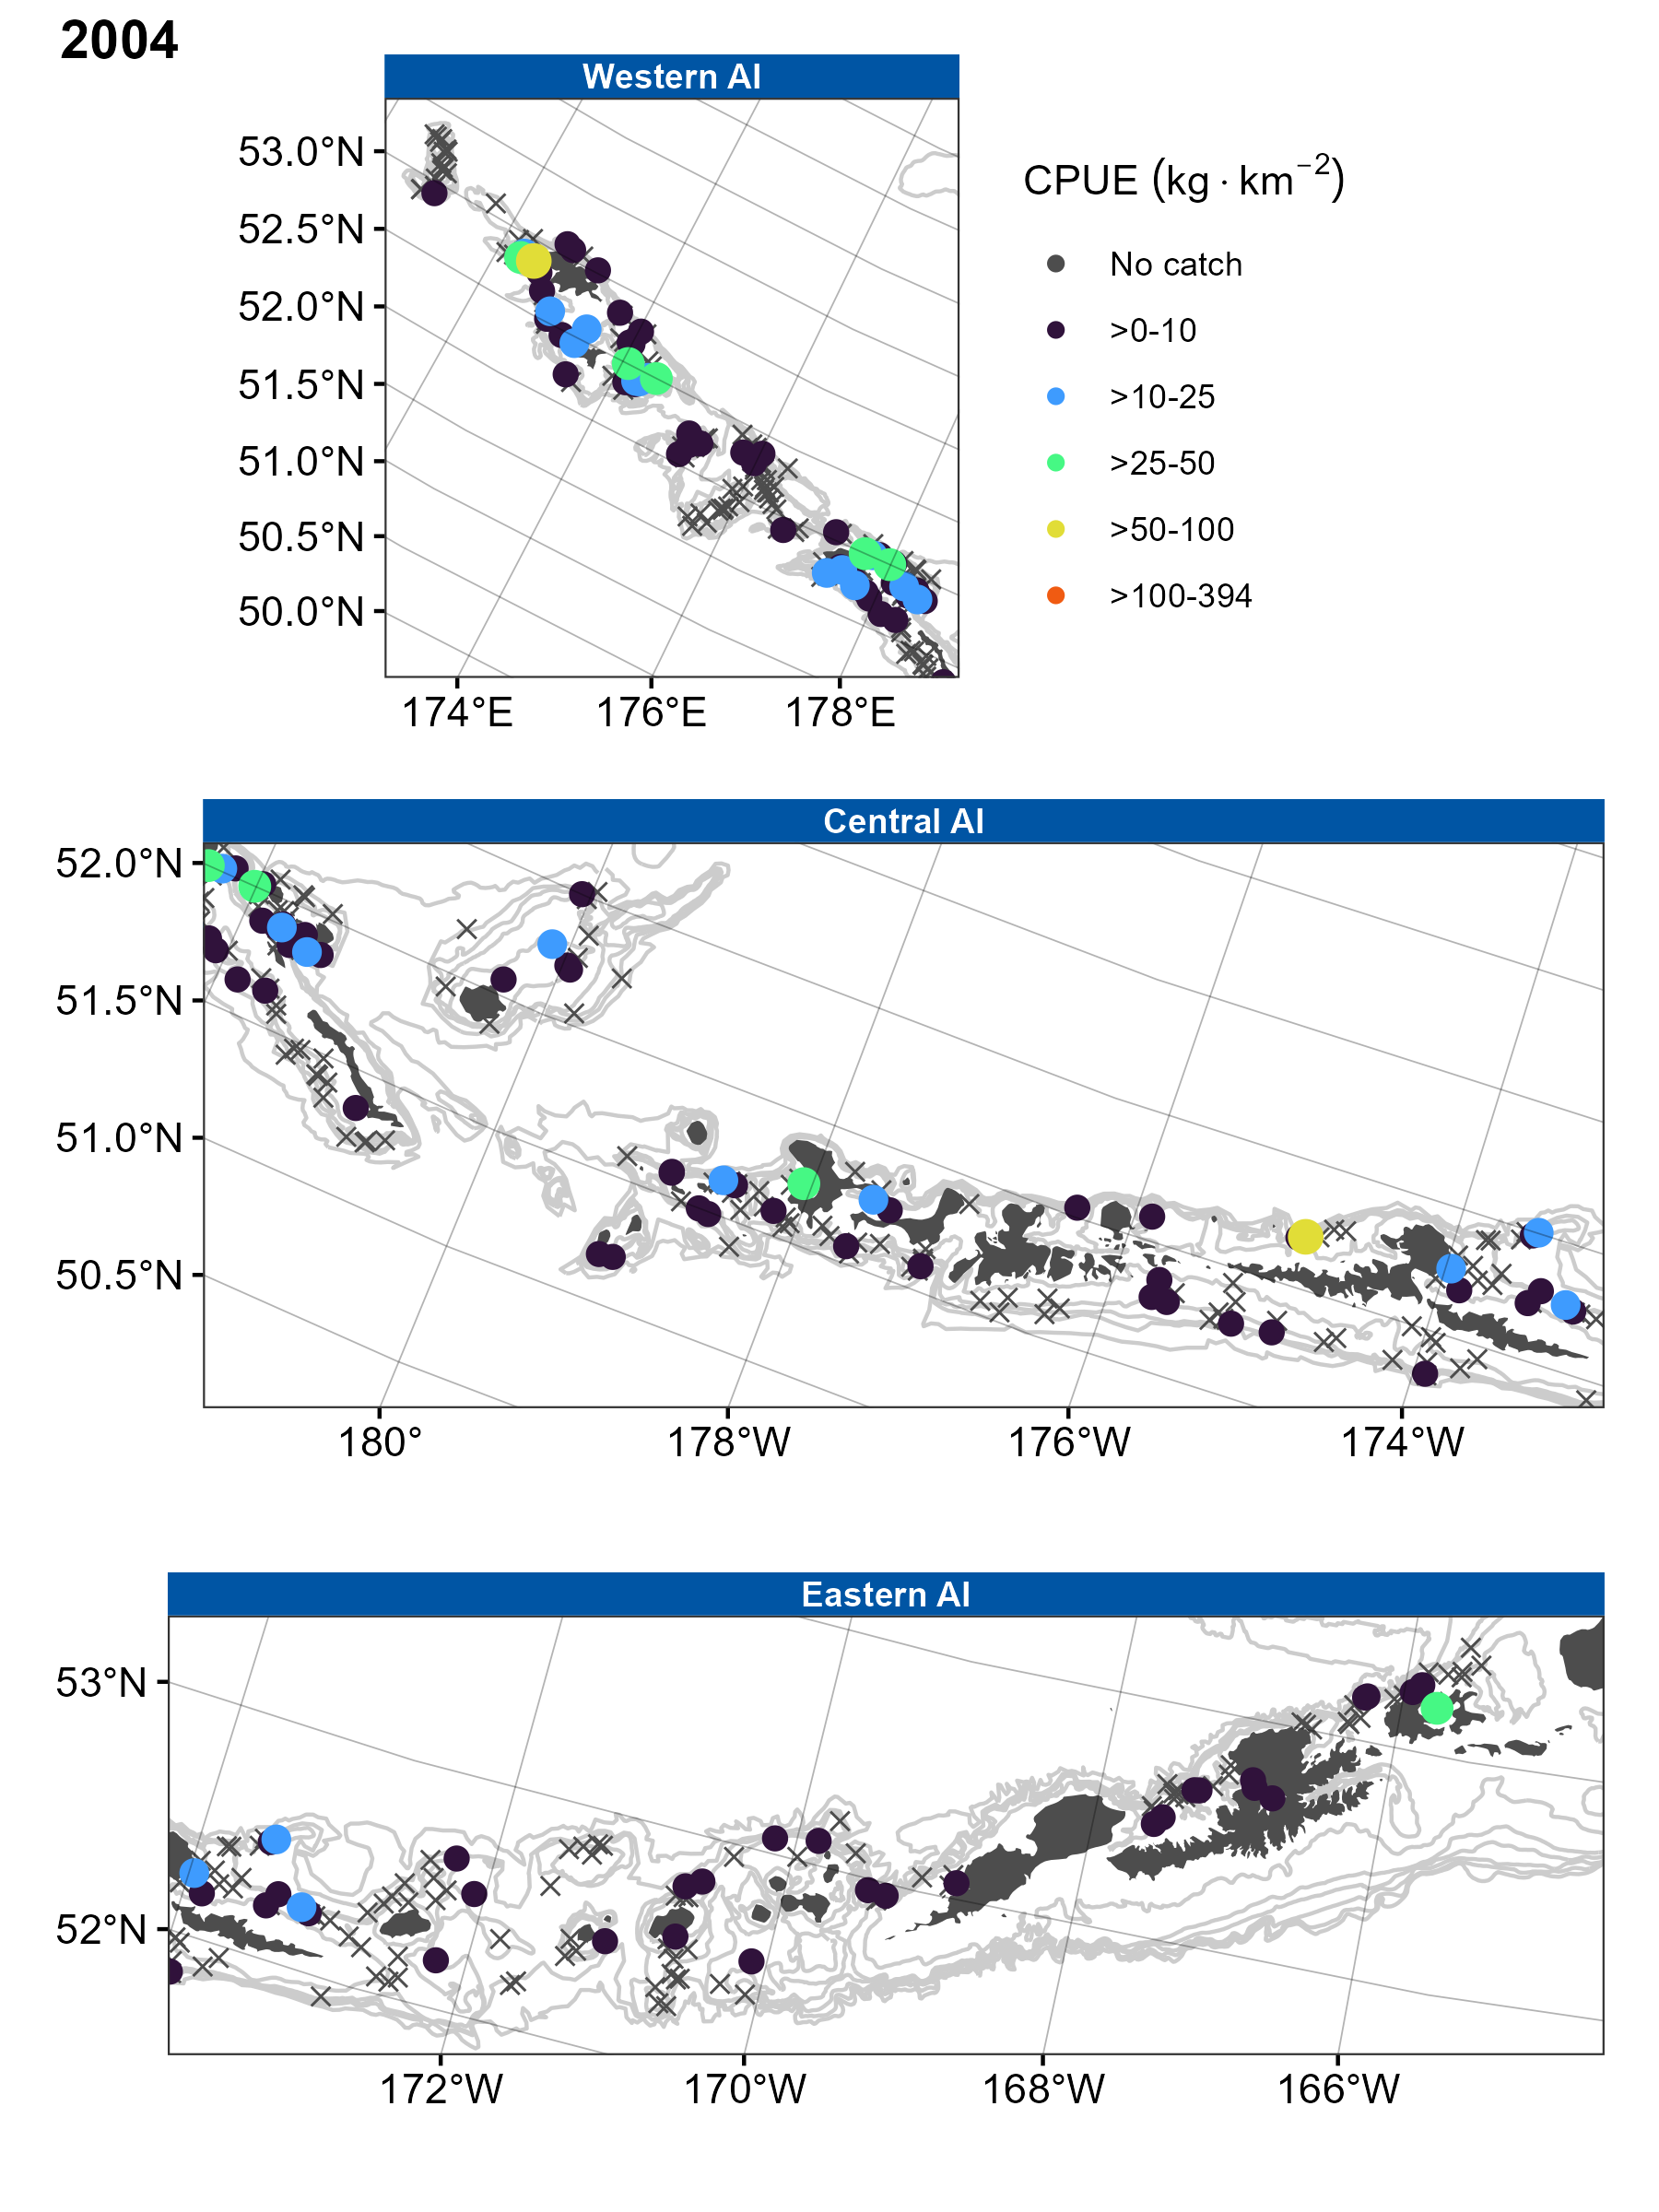 2004
Western AI
53.0°N
52.5°N
52.0°N
51.5°N
51.0°N
50.5°N
50.0°N
174°E 176°E 178°E
CPUE (kg · km⁻²)
No catch
>0-10
>10-25
>25-50
>50-100
>100-394
Central AI
52.0°N
51.5°N
51.0°N
50.5°N
180° 178°W 176°W 174°W
Eastern AI
53°N
52°N
172°W 170°W 168°W 166°W